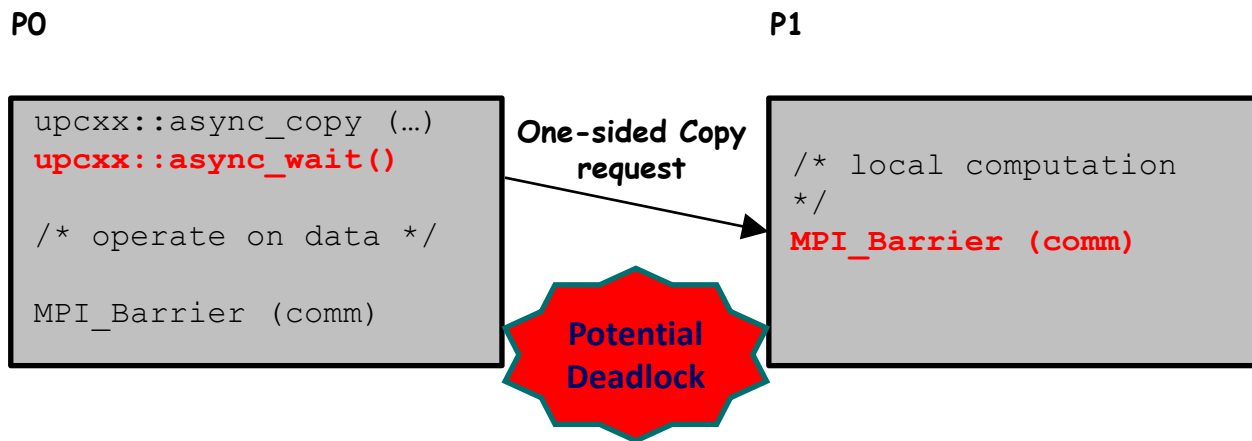 P0
P1
upcxx::async_copy (…)
upcxx::async_wait()
/* operate on data */
MPI_Barrier (comm)
One-sided Copy
request
/* local computation
*/
MPI_Barrier (comm)
Potential
Deadlock